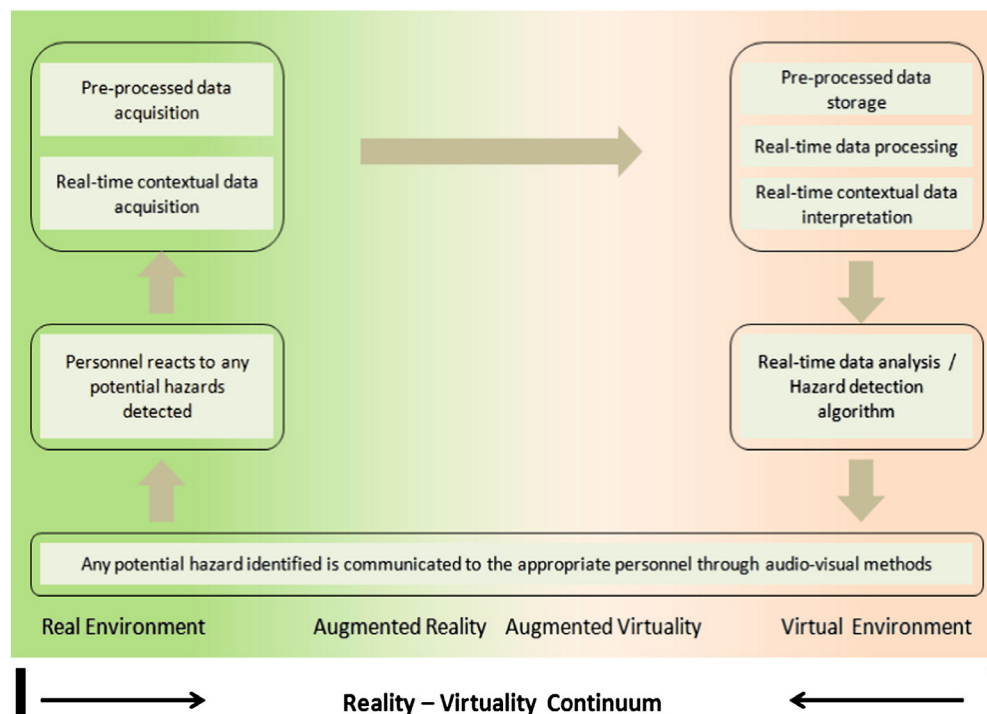 Pre-processed data
acquisition
Real-time contextual data
acquisition
Pre-processed data
storage
Real-time data processing
Real-time contextual data
interpretation
Personnel reacts to any
potential hazards
detected
Real-time data analysis /
Hazard detection
algorithm
Any potential hazard identified is communicated to the appropriate personnel through audio-visual methods
Real Environment Augmented Reality Augmented Virtuality Virtual Environment
Reality – Virtuality Continuum